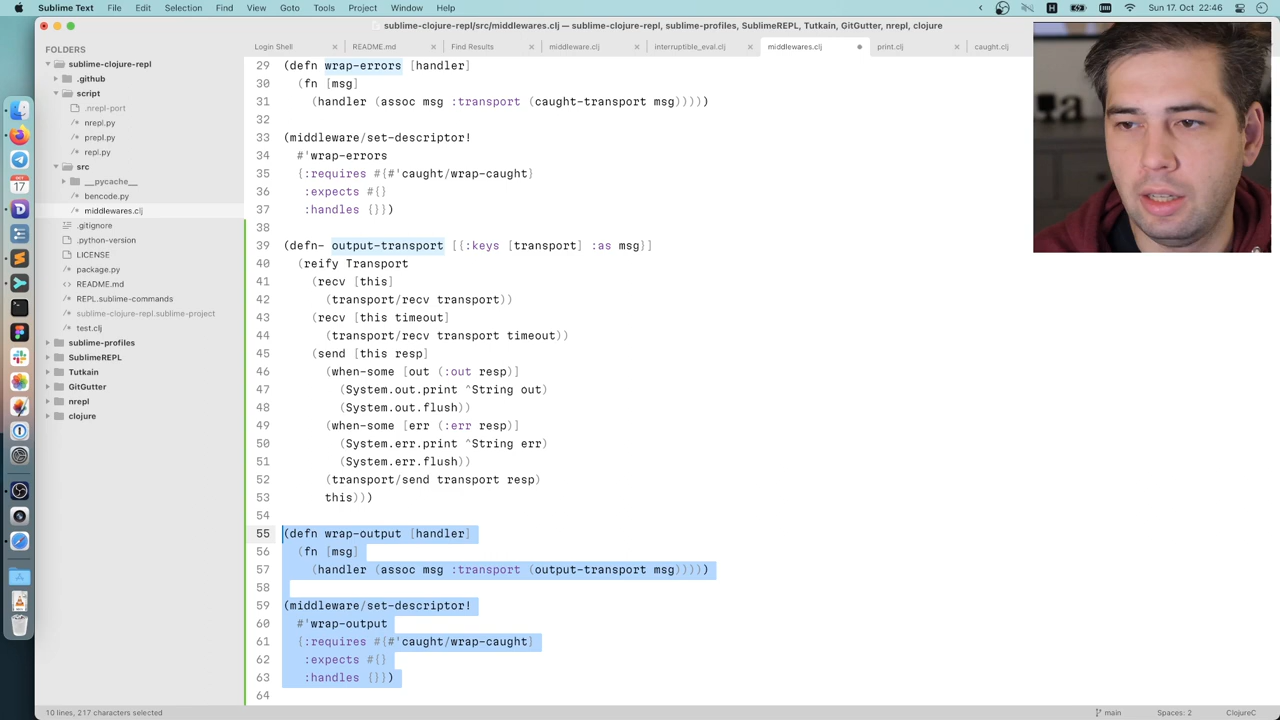 Sublime Text File Edit Selection Find View Goto Tools Project Window Help
Sun 17. Oct 22:46
sublime-clojure-repl/src/middlewares.clj — sublime-clojure-repl, sublime-profiles, SublimeREPL, Tutkain, GitGutter, nrepl, clojure
Login Shell README.md Find Results middleware.clj interruptible_eval.clj middlewares.clj print.clj caught.clj
FOLDERS
sublime-clojure-repl
.github
script
.nrepl-port
nrepl.py
prepl.py
repl.py
src
__pycache__
bencode.py
middlewares.clj
.gitignore
.python-version
LICENSE
package.py
README.md
REPL.sublime-commands
sublime-clojure-repl.sublime-project
test.clj
sublime-profiles
SublimeREPL
Tutkain
GitGutter
nrepl
clojure
29 (defn wrap-errors [handler]
30 (fn [msg]
31 (handler (assoc msg :transport (caught-transport msg)))))
32
33 (middleware/set-descriptor!
34 #'wrap-errors
35 {:requires #{#'caught/wrap-caught}
36 :expects #{}
37 :handles {}})
38
39 (defn- output-transport [{:keys [transport] :as msg}]
40 (reify Transport
41 (recv [this]
42 (transport/recv transport))
43 (recv [this timeout]
44 (transport/recv transport timeout))
45 (send [this resp]
46 (when-some [out (:out resp)]
47 (System.out.print ^String out)
48 (System.out.flush))
49 (when-some [err (:err resp)]
50 (System.err.print ^String err)
51 (System.err.flush))
52 (transport/send transport resp)
53 this)))
54
55 (defn wrap-output [handler]
56 (fn [msg]
57 (handler (assoc msg :transport (output-transport msg)))))
58
59 (middleware/set-descriptor!
60 #'wrap-output
61 {:requires #{#'caught/wrap-caught}
62 :expects #{}
63 :handles {}})
64
10 lines, 217 characters selected
main Spaces: 2 ClojureC